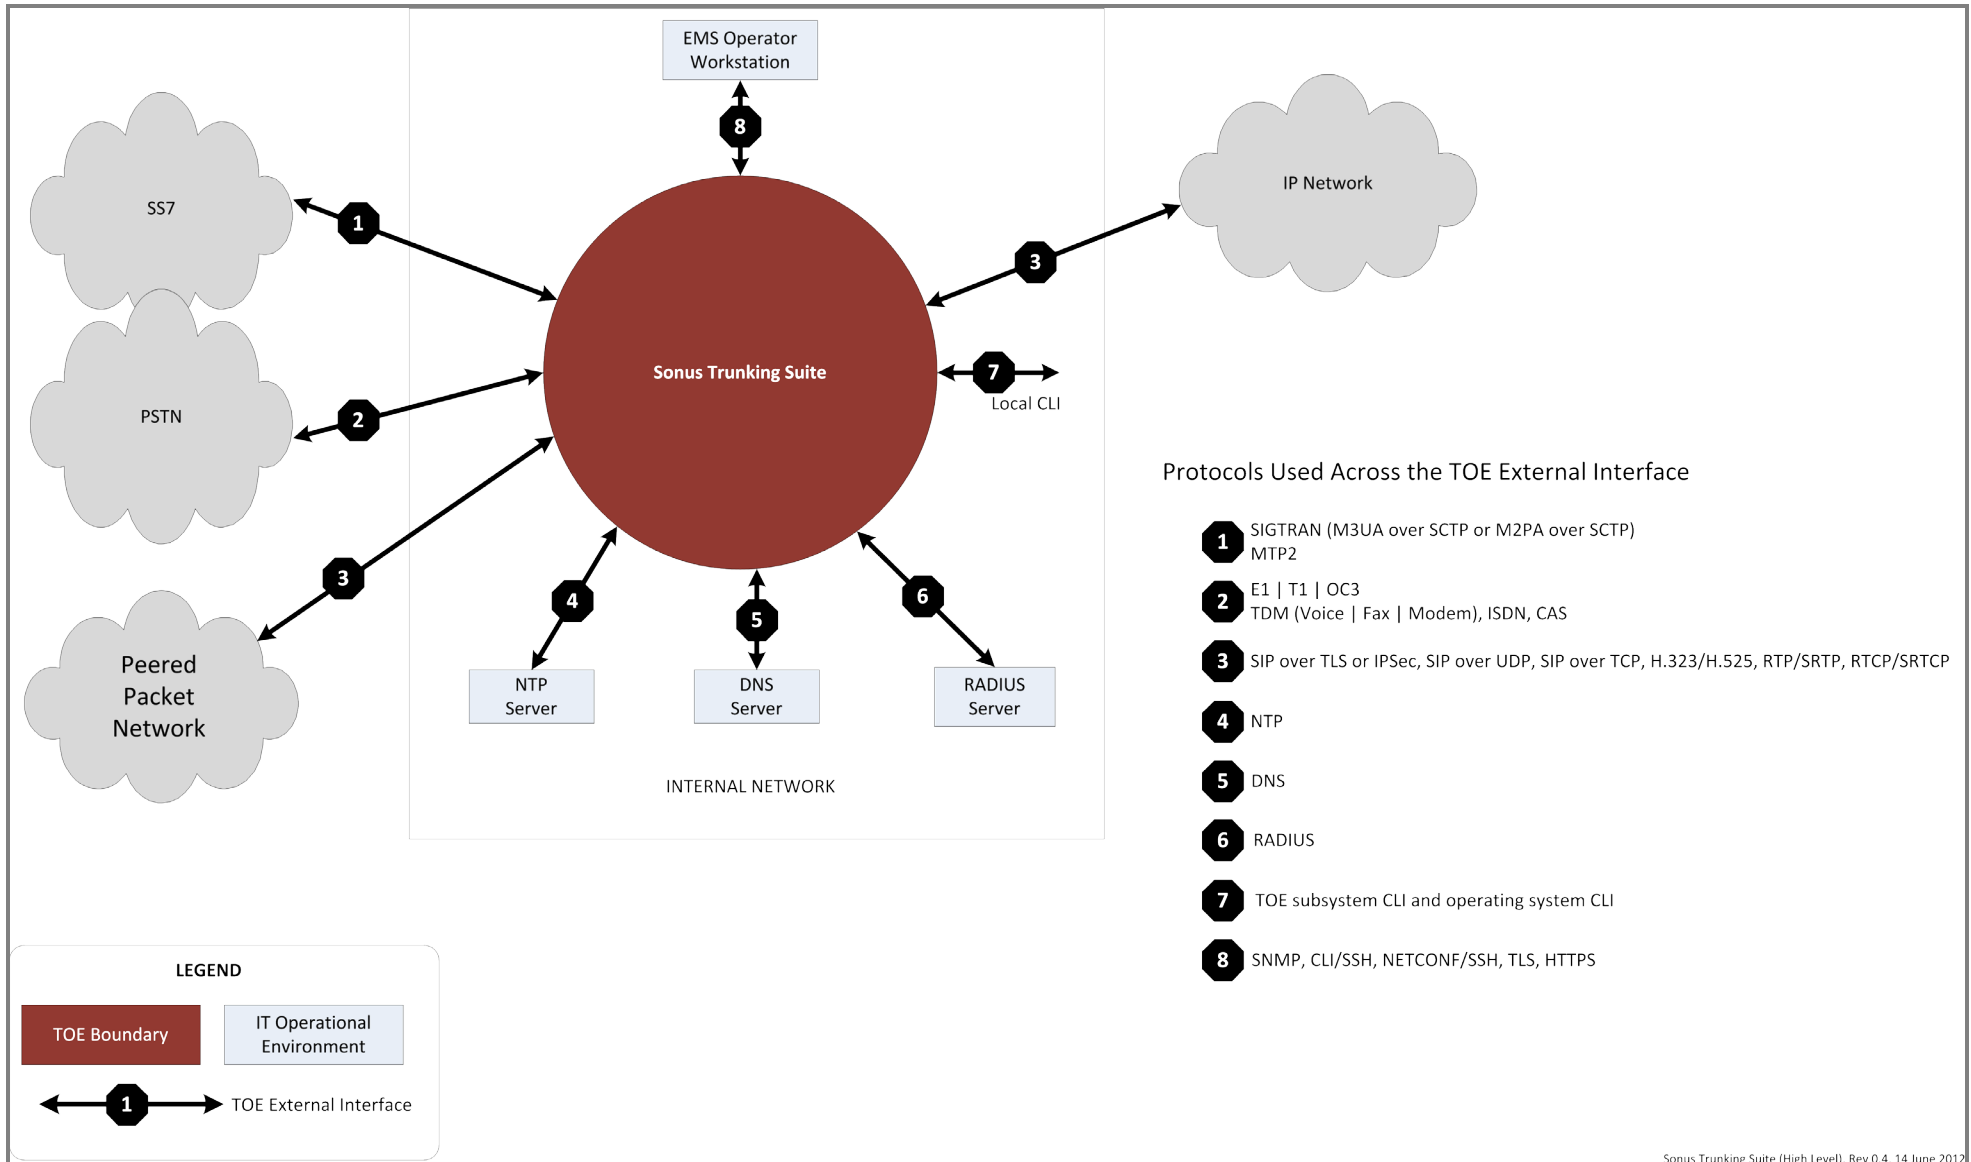 EMS Operator
Workstation
8
SS7
1
IP Network
3
Sonus Trunking Suite
7
Local CLI
PSTN
2
3
Peered
Packet
Network
4
5
6
NTP
Server
DNS
Server
RADIUS
Server
INTERNAL NETWORK
Protocols Used Across the TOE External Interface
1 SIGTRAN (M3UA over SCTP or M2PA over SCTP)
MTP2
2 E1 | T1 | OC3
TDM (Voice | Fax | Modem), ISDN, CAS
3 SIP over TLS or IPSec, SIP over UDP, SIP over TCP, H.323/H.525, RTP/SRTP, RTCP/SRTCP
4 NTP
5 DNS
6 RADIUS
7 TOE subsystem CLI and operating system CLI
8 SNMP, CLI/SSH, NETCONF/SSH, TLS, HTTPS
LEGEND
TOE Boundary
IT Operational
Environment
1 TOE External Interface
Sonus Trunking Suite (High Level), Rev 0.4, 14 June 2012